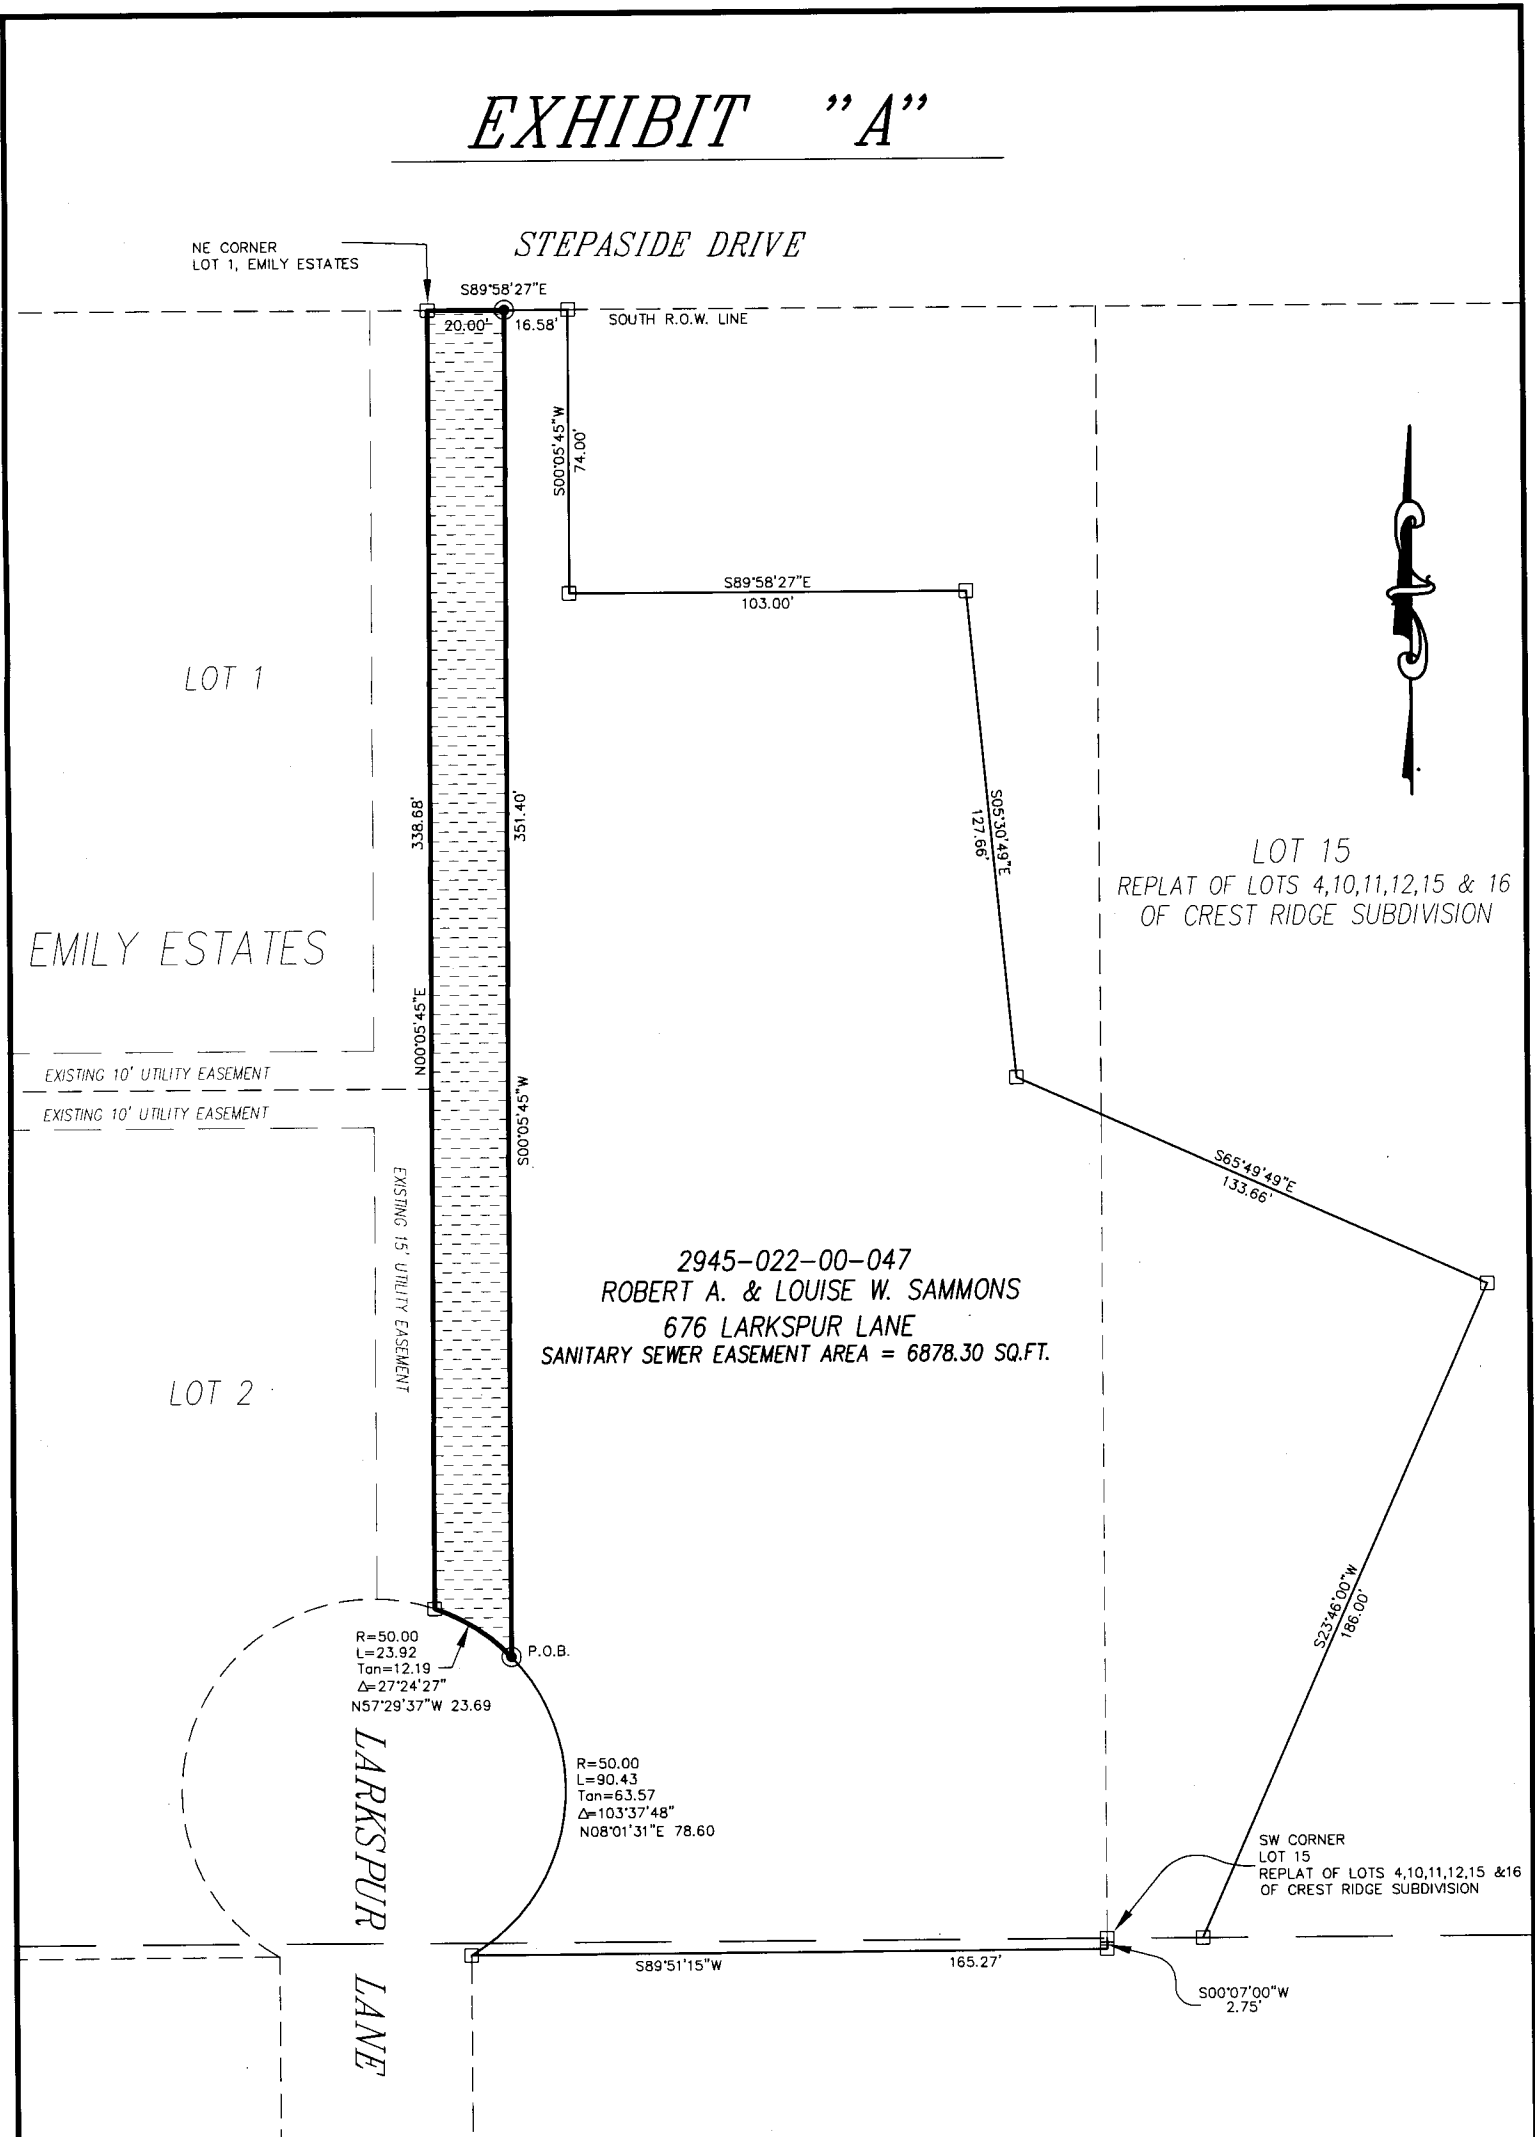 EXHIBIT "A"
STEPASIDE DRIVE
NE CORNER
LOT 1, EMILY ESTATES
S89°58'27"E
20.00'
16.58'
SOUTH R.O.W. LINE
S00°05'45"W
74.00'
S89°58'27"E
103.00'
LOT 1
338.68'
351.40'
S05°30'49"E
127.66'
LOT 15
REPLAT OF LOTS 4,10,11,12,15 & 16
OF CREST RIDGE SUBDIVISION
EMILY ESTATES
N00°05'45"E
EXISTING 10' UTILITY EASEMENT
EXISTING 10' UTILITY EASEMENT
S00°05'45"W
EXISTING 15' UTILITY EASEMENT
S65°49'49"E
133.66'
2945-022-00-047
ROBERT A. & LOUISE W. SAMMONS
676 LARKSPUR LANE
SANITARY SEWER EASEMENT AREA = 6878.30 SQ.FT.
LOT 2
S23°46'00"W
186.00'
R=50.00
L=23.92
Tan=12.19
Δ=27°24'27"
N57°29'37"W 23.69
P.O.B.
LARKSPUR LANE
R=50.00
L=90.43
Tan=63.57
Δ=103°37'48"
N08°01'31"E 78.60
SW CORNER
LOT 15
REPLAT OF LOTS 4,10,11,12,15 &16
OF CREST RIDGE SUBDIVISION
S89°51'15"W
165.27'
S00°07'00"W
2.75'